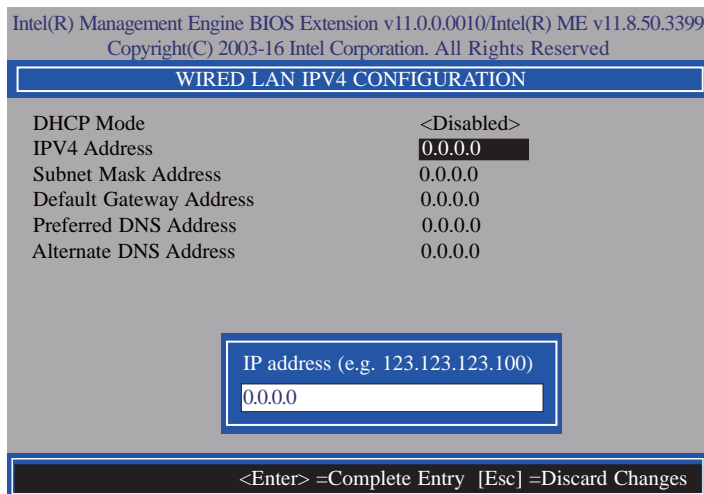 Intel(R) Management Engine BIOS Extension v11.0.0.0010/Intel(R) ME v11.8.50.3399
Copyright(C) 2003-16 Intel Corporation. All Rights Reserved
WIRED LAN IPV4 CONFIGURATION
DHCP Mode <Disabled>
IPV4 Address 0.0.0.0
Subnet Mask Address 0.0.0.0
Default Gateway Address 0.0.0.0
Preferred DNS Address 0.0.0.0
Alternate DNS Address 0.0.0.0
IP address (e.g. 123.123.123.100)
0.0.0.0
<Enter> =Complete Entry [Esc] =Discard Changes